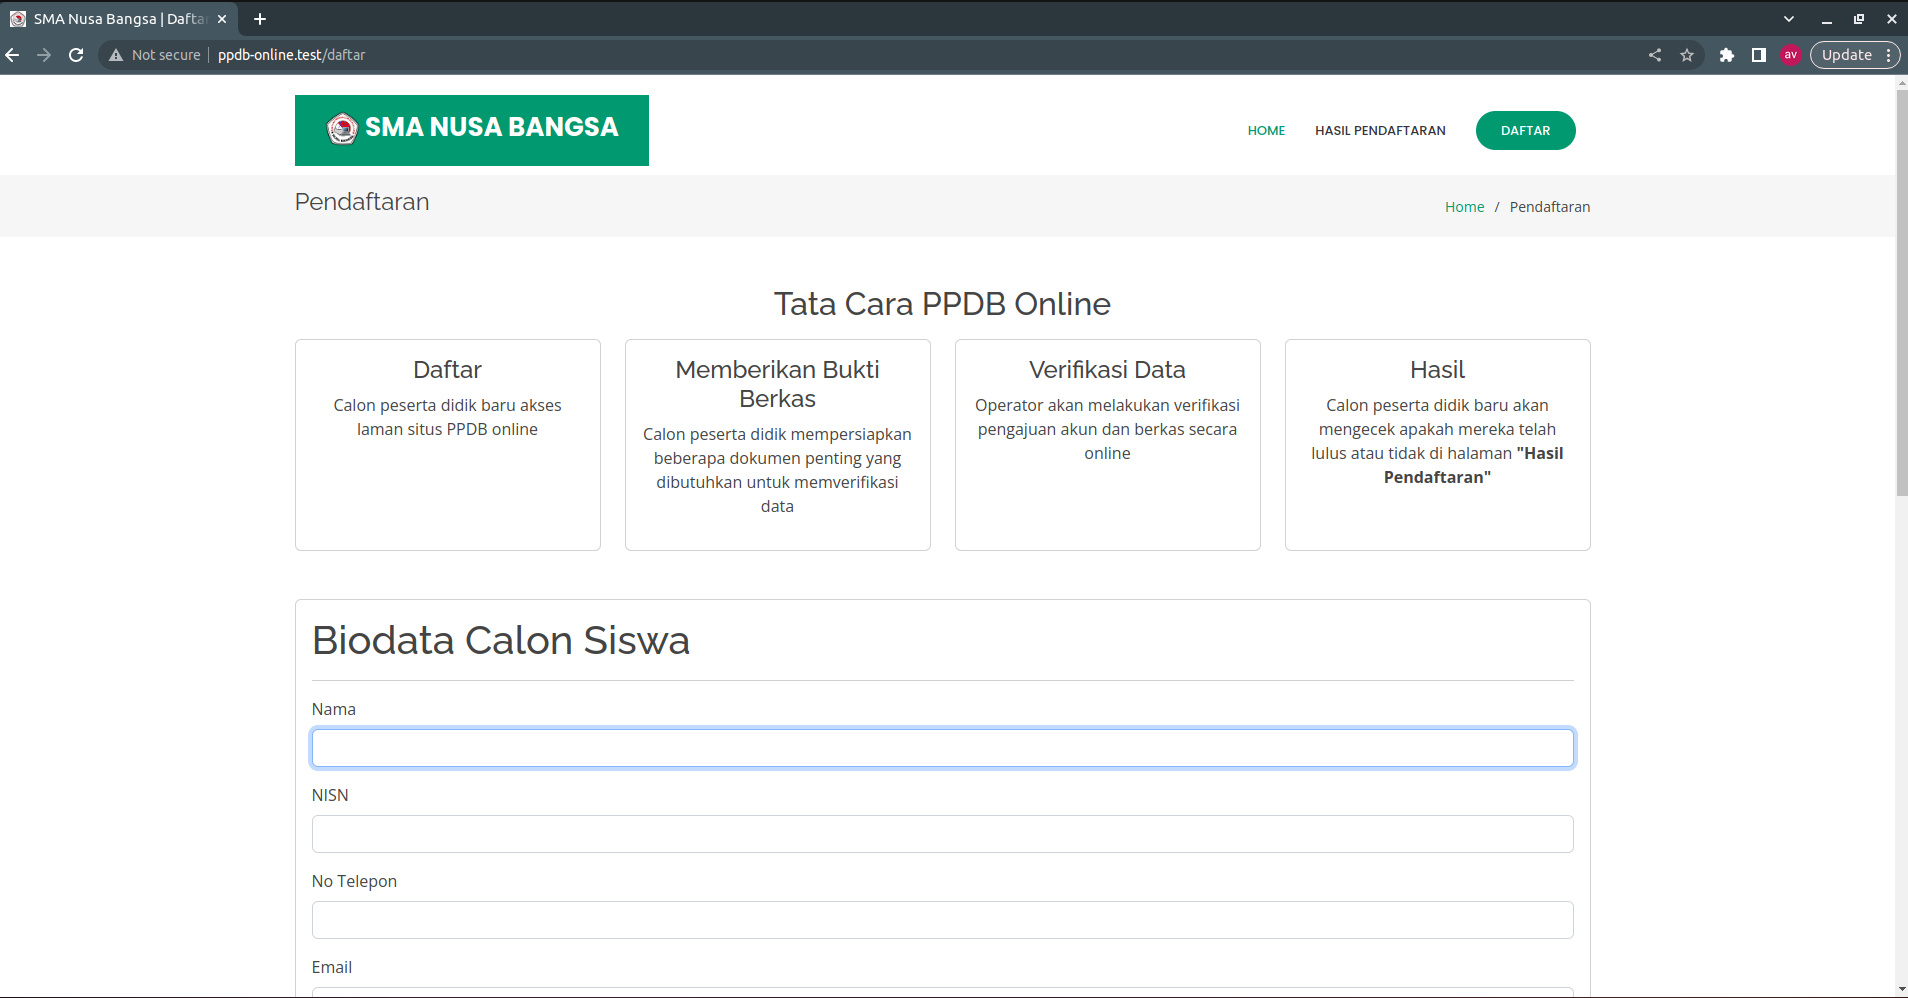 SMA Nusa Bangsa | Dafta
Not secure
ppdb-online.test/daftar
av
Update
SMA NUSA BANGSA
HOME
HASIL PENDAFTARAN
DAFTAR
Pendaftaran
Home / Pendaftaran
Tata Cara PPDB Online
Daftar
Calon peserta didik baru akses
laman situs PPDB online
Memberikan Bukti
Berkas
Calon peserta didik mempersiapkan
beberapa dokumen penting yang
dibutuhkan untuk memverifikasi
data
Verifikasi Data
Operator akan melakukan verifikasi
pengajuan akun dan berkas secara
online
Hasil
Calon peserta didik baru akan
mengecek apakah mereka telah
lulus atau tidak di halaman "Hasil
Pendaftaran"
Biodata Calon Siswa
Nama
NISN
No Telepon
Email